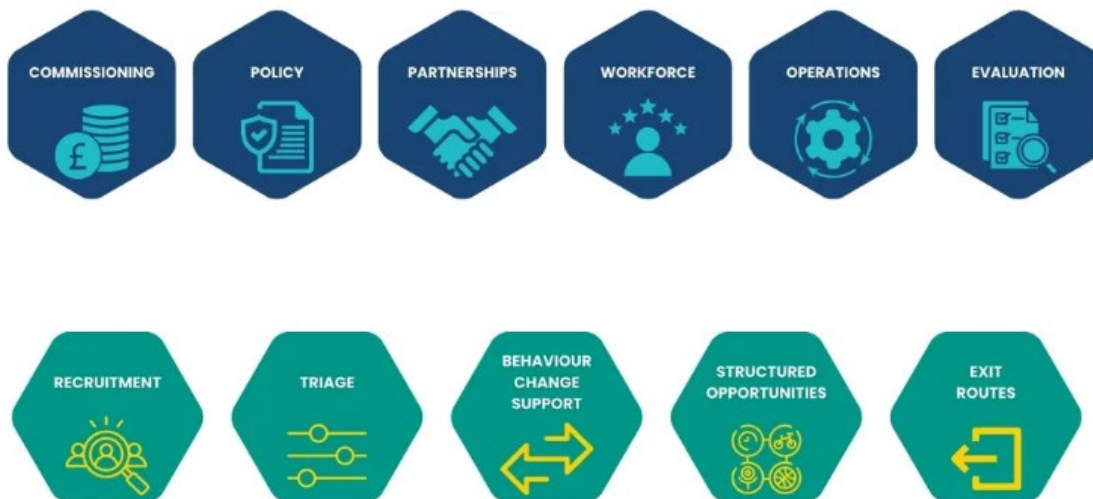 COMMISSIONING
POLICY
PARTNERSHIPS
WORKFORCE
OPERATIONS
EVALUATION
£
RECRUITMENT
TRIAGE
BEHAVIOUR
CHANGE
SUPPORT
STRUCTURED
OPPORTUNITIES
EXIT
ROUTES